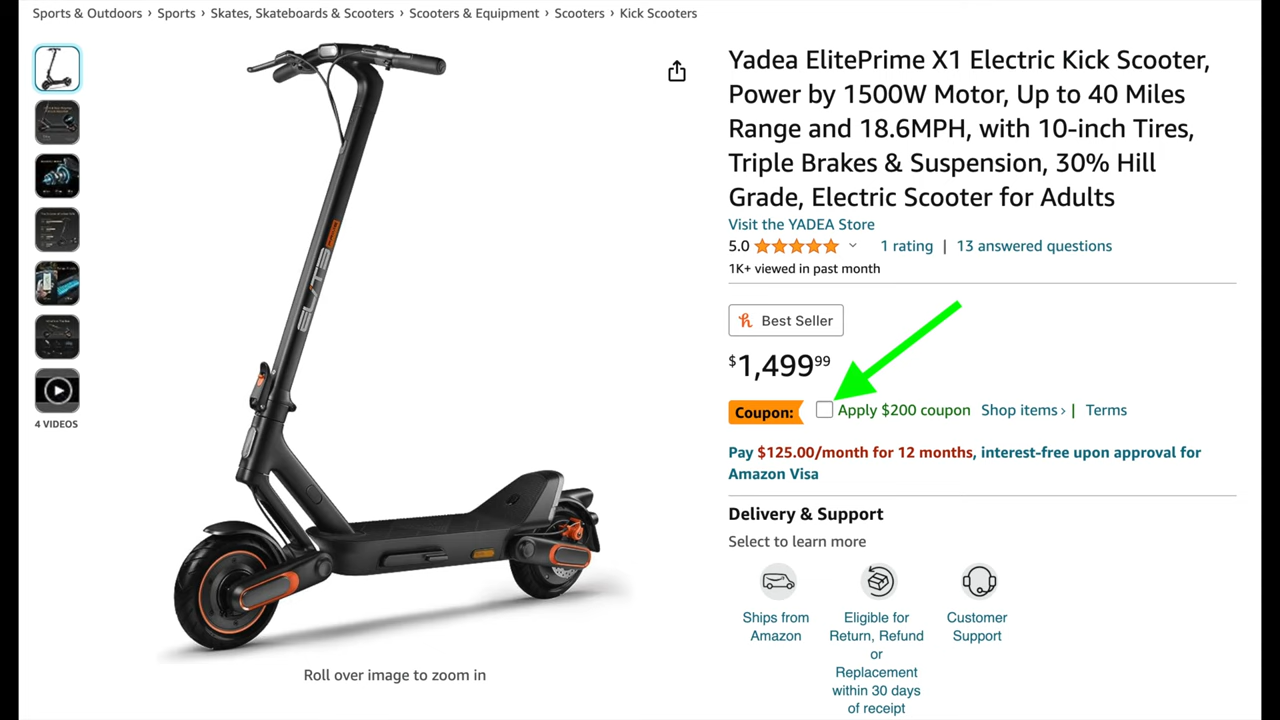 Sports & Outdoors › Sports › Skates, Skateboards & Scooters › Scooters & Equipment › Scooters › Kick Scooters
Yadea ElitePrime X1 Electric Kick Scooter,
Power by 1500W Motor, Up to 40 Miles
Range and 18.6MPH, with 10-inch Tires,
Triple Brakes & Suspension, 30% Hill
Grade, Electric Scooter for Adults
Visit the YADEA Store
5.0 1 rating | 13 answered questions
1K+ viewed in past month
Best Seller
$1,499.99
Coupon: Apply $200 coupon Shop items › | Terms
Pay $125.00/month for 12 months, interest-free upon approval for
Amazon Visa
Delivery & Support
Select to learn more
Ships from
Amazon
Eligible for
Return, Refund
or
Replacement
within 30 days
of receipt
Customer
Support
4 VIDEOS
ELITE
Roll over image to zoom in